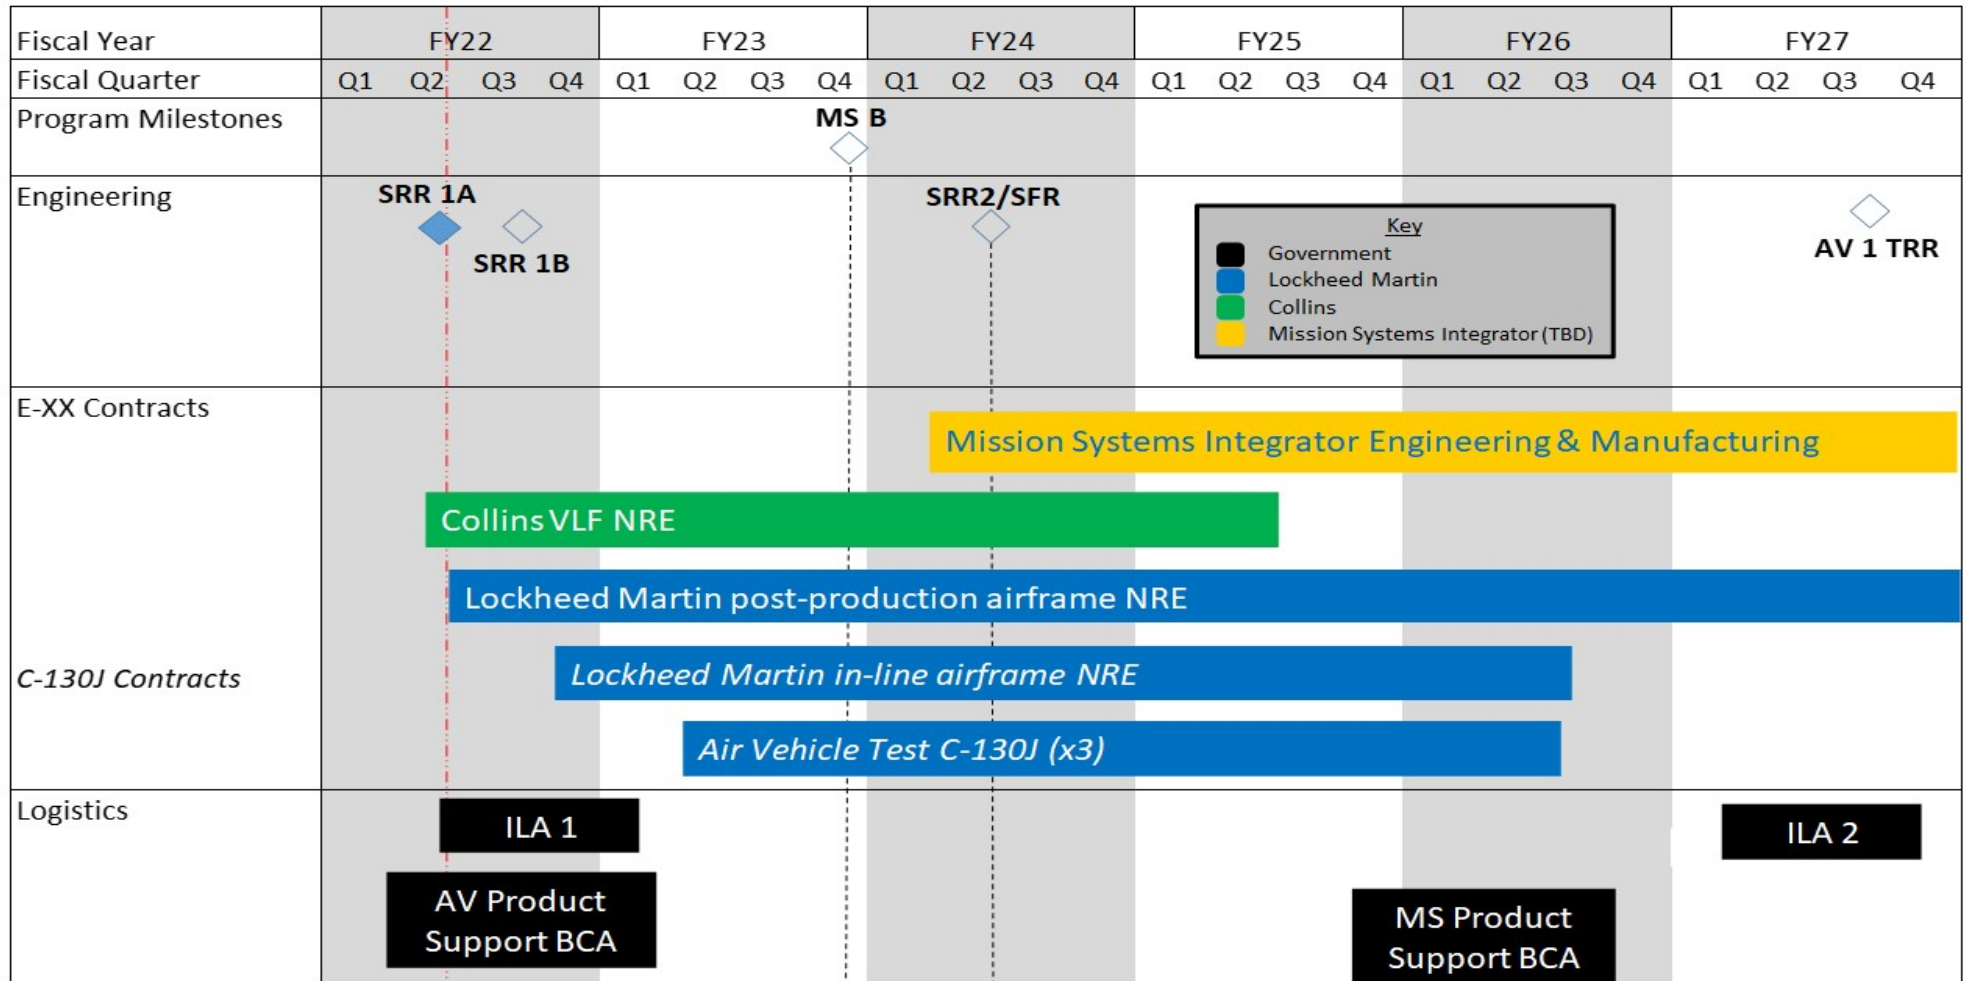 Fiscal Year FY22 FY23 FY24 FY25 FY26 FY27
Fiscal Quarter Q1 Q2 Q3 Q4 Q1 Q2 Q3 Q4 Q1 Q2 Q3 Q4 Q1 Q2 Q3 Q4 Q1 Q2 Q3 Q4 Q1 Q2 Q3 Q4
Program Milestones
MS B
Engineering
SRR 1A
SRR 1B
SRR2/SFR
Key
Government
Lockheed Martin
Collins
Mission Systems Integrator (TBD)
AV 1 TRR
E-XX Contracts
Mission Systems Integrator Engineering & Manufacturing
Collins VLF NRE
Lockheed Martin post-production airframe NRE
C-130J Contracts
Lockheed Martin in-line airframe NRE
Air Vehicle Test C-130J (x3)
Logistics
ILA 1
ILA 2
AV Product
Support BCA
MS Product
Support BCA